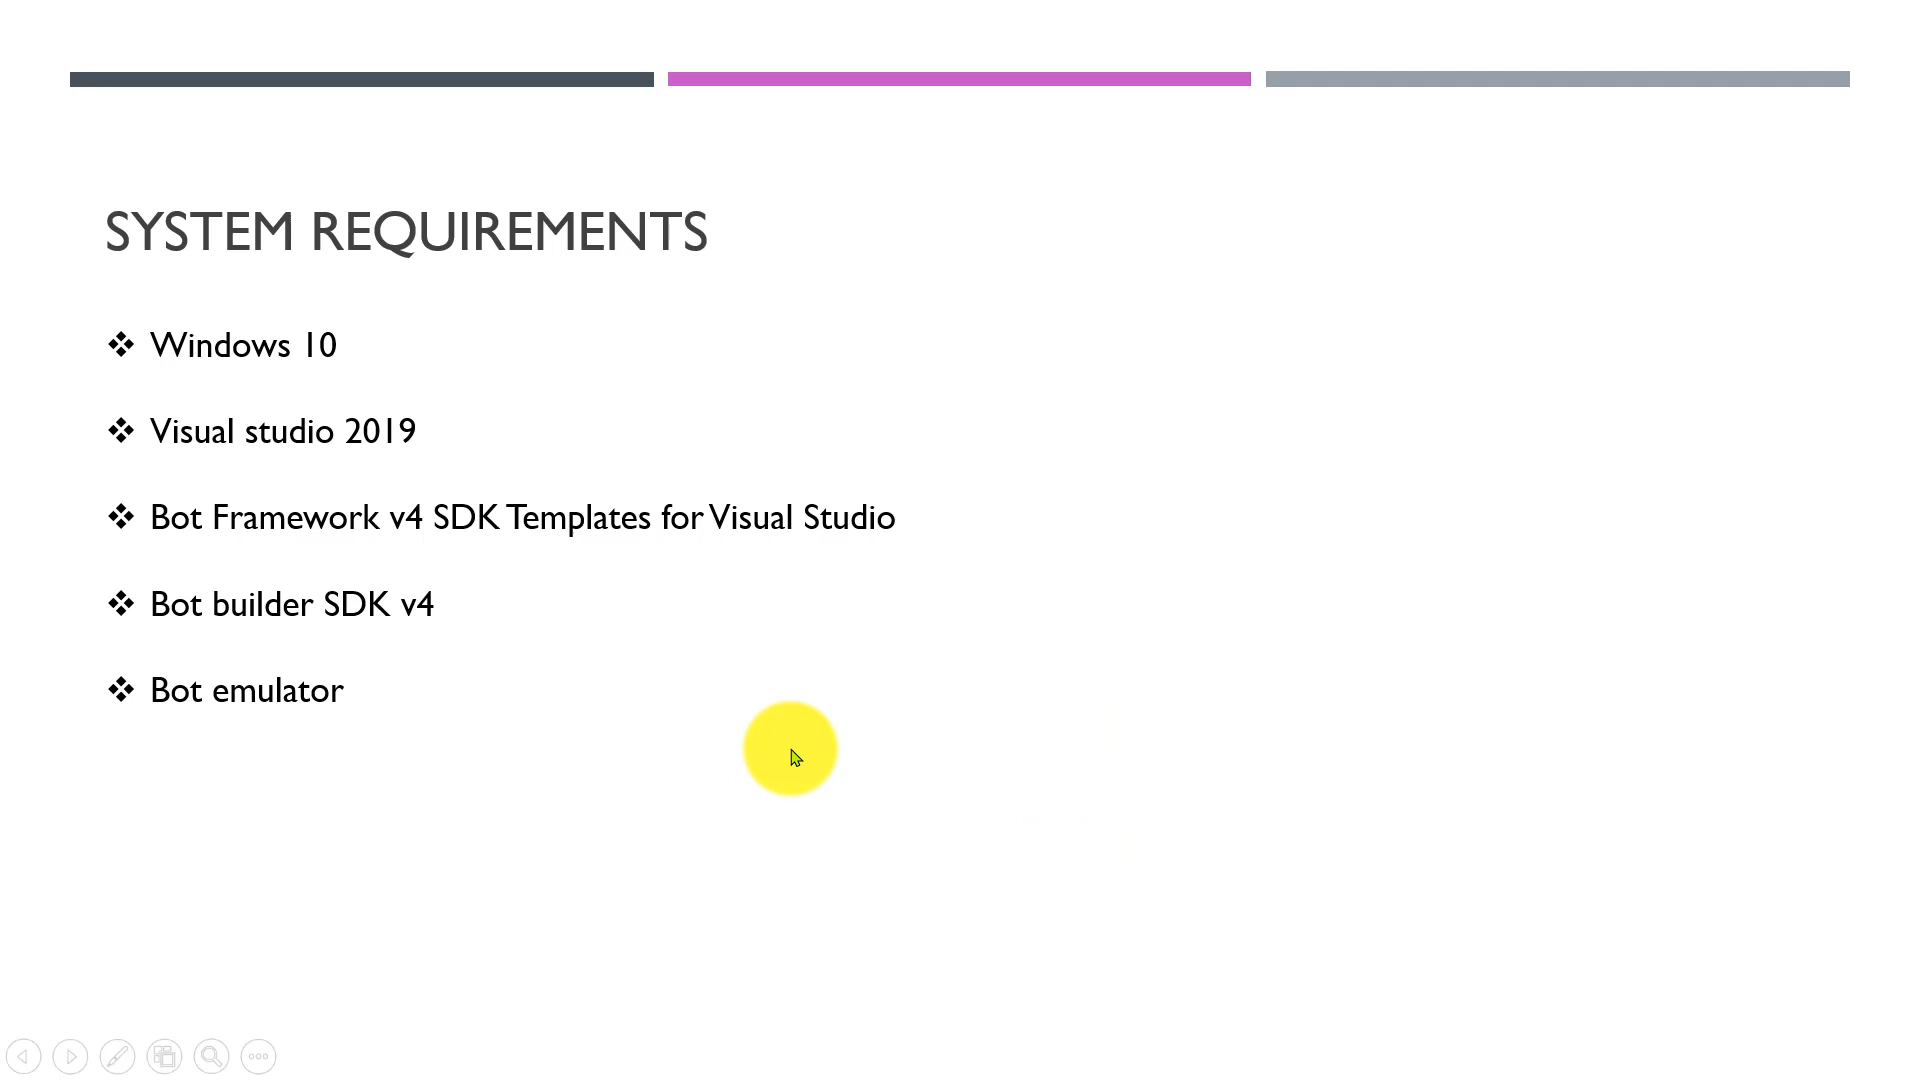 SYSTEM REQUIREMENTS
Windows 10
Visual studio 2019
Bot Framework v4 SDK Templates for Visual Studio
Bot builder SDK v4
Bot emulator